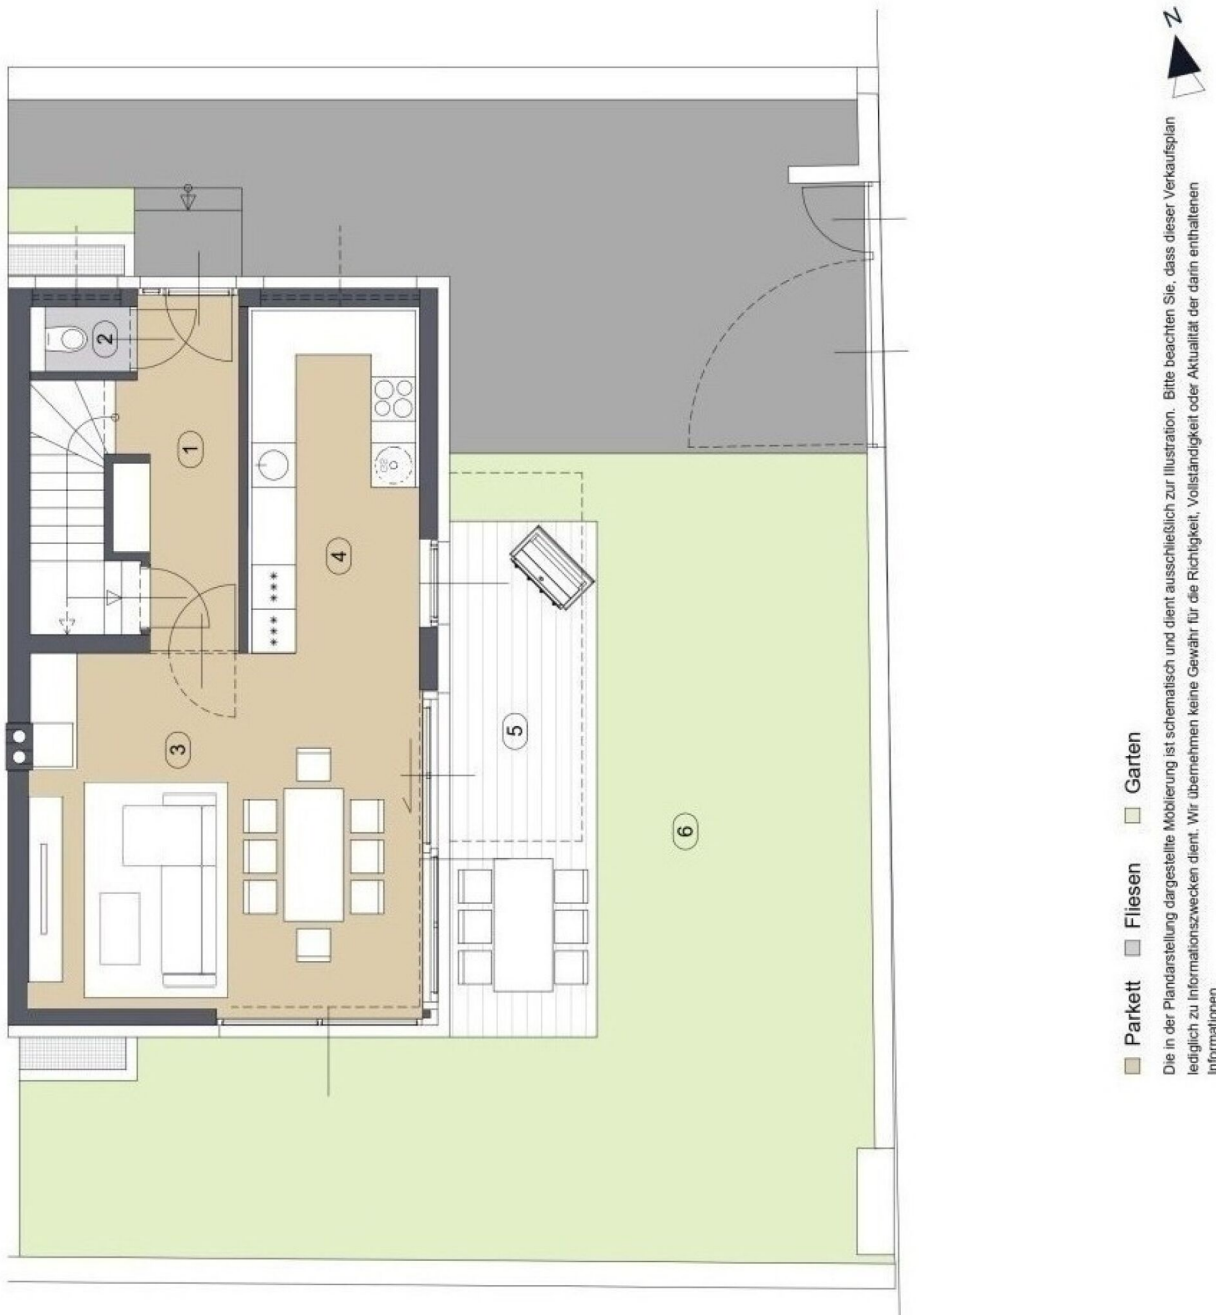 N
2
1
4
3
5
6
Parkett
Fliesen
Garten
Die in der Plandarstellung dargestellte Möblierung ist schematisch und dient ausschließlich zur Illustration. Bitte beachten Sie, dass dieser Verkaufsplan
lediglich zu Informationszwecken dient. Wir übernehmen keine Gewähr für die Richtigkeit, Vollständigkeit oder Aktualität der darin enthaltenen
Informationen